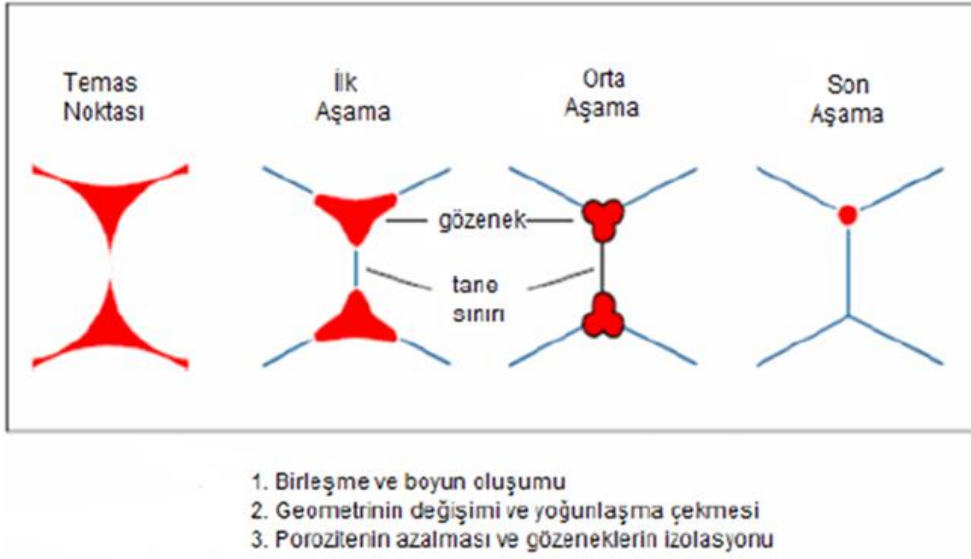 Temas
Noktası
İlk
Aşama
Orta
Aşama
Son
Aşama
gözenek
tane
sınırı
1. Birleşme ve boyun oluşumu
2. Geometrinin değişimi ve yoğunlaşma çekmesi
3. Porozitenin azalması ve gözeneklerin izolasyonu